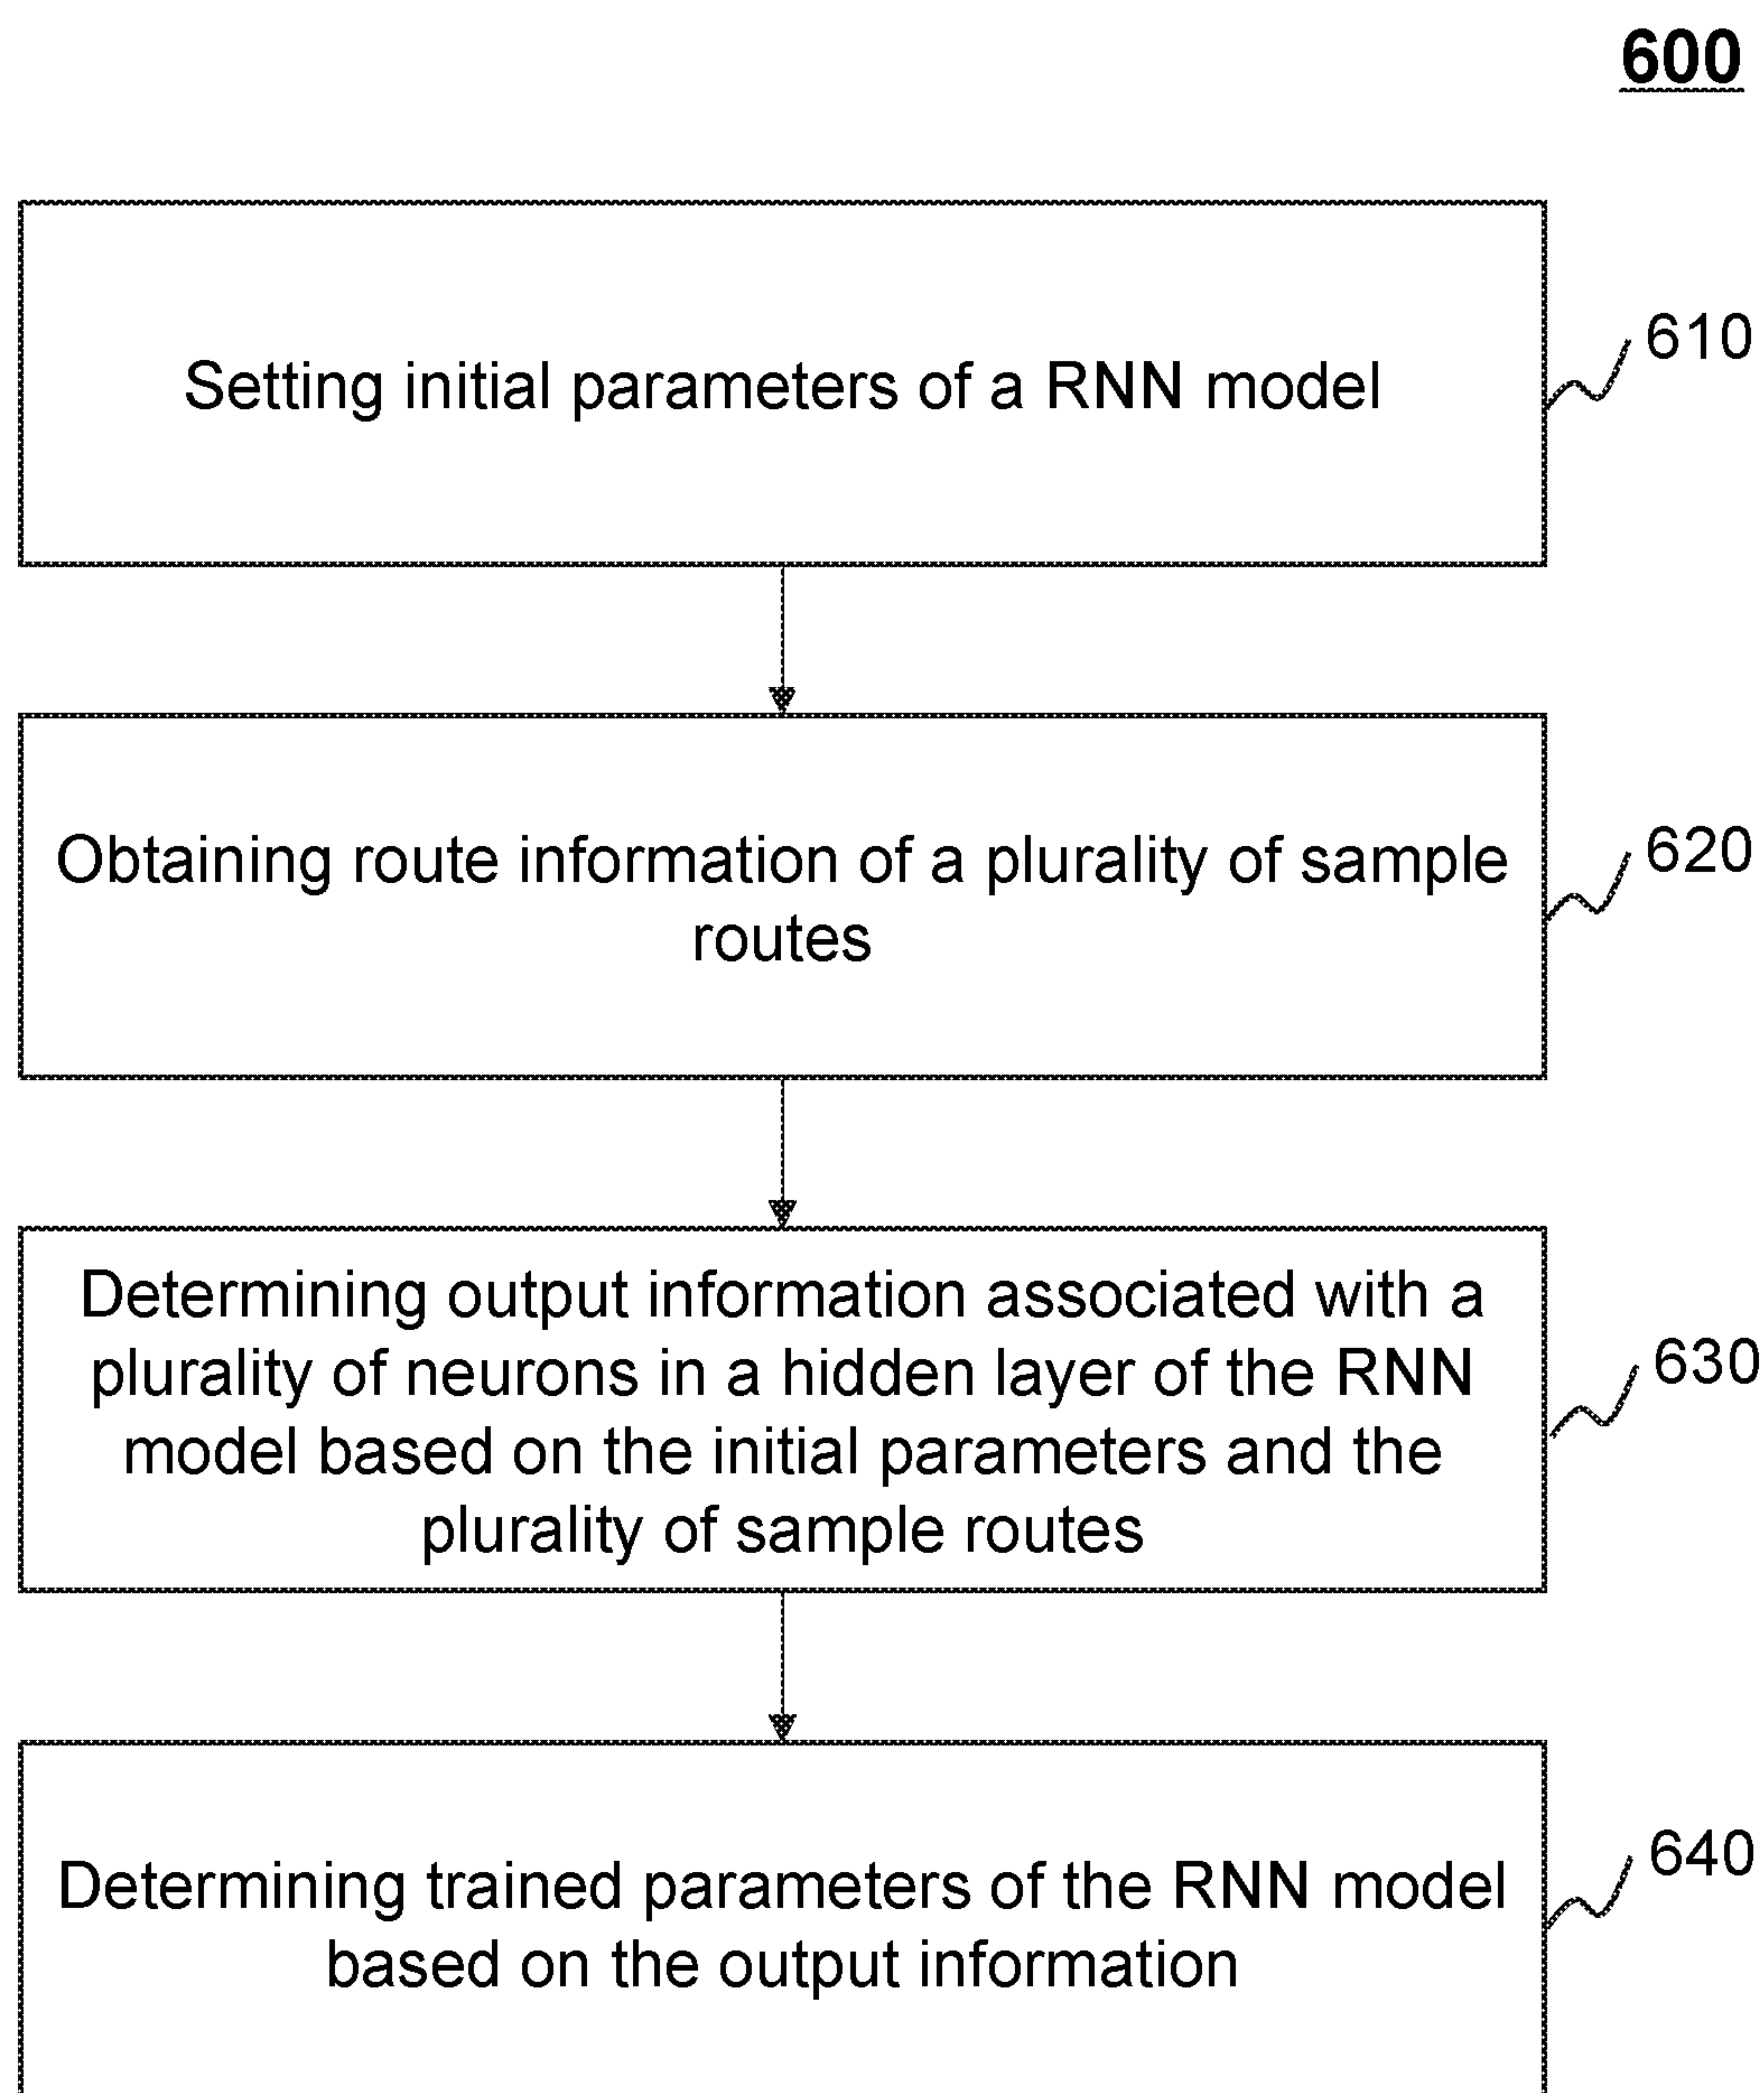 600
Setting initial parameters of a RNN model
610
Obtaining route information of a plurality of sample
routes
620
Determining output information associated with a
plurality of neurons in a hidden layer of the RNN
model based on the initial parameters and the
plurality of sample routes
630
Determining trained parameters of the RNN model
based on the output information
640